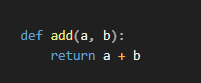 def add(a, b):
    return a + b